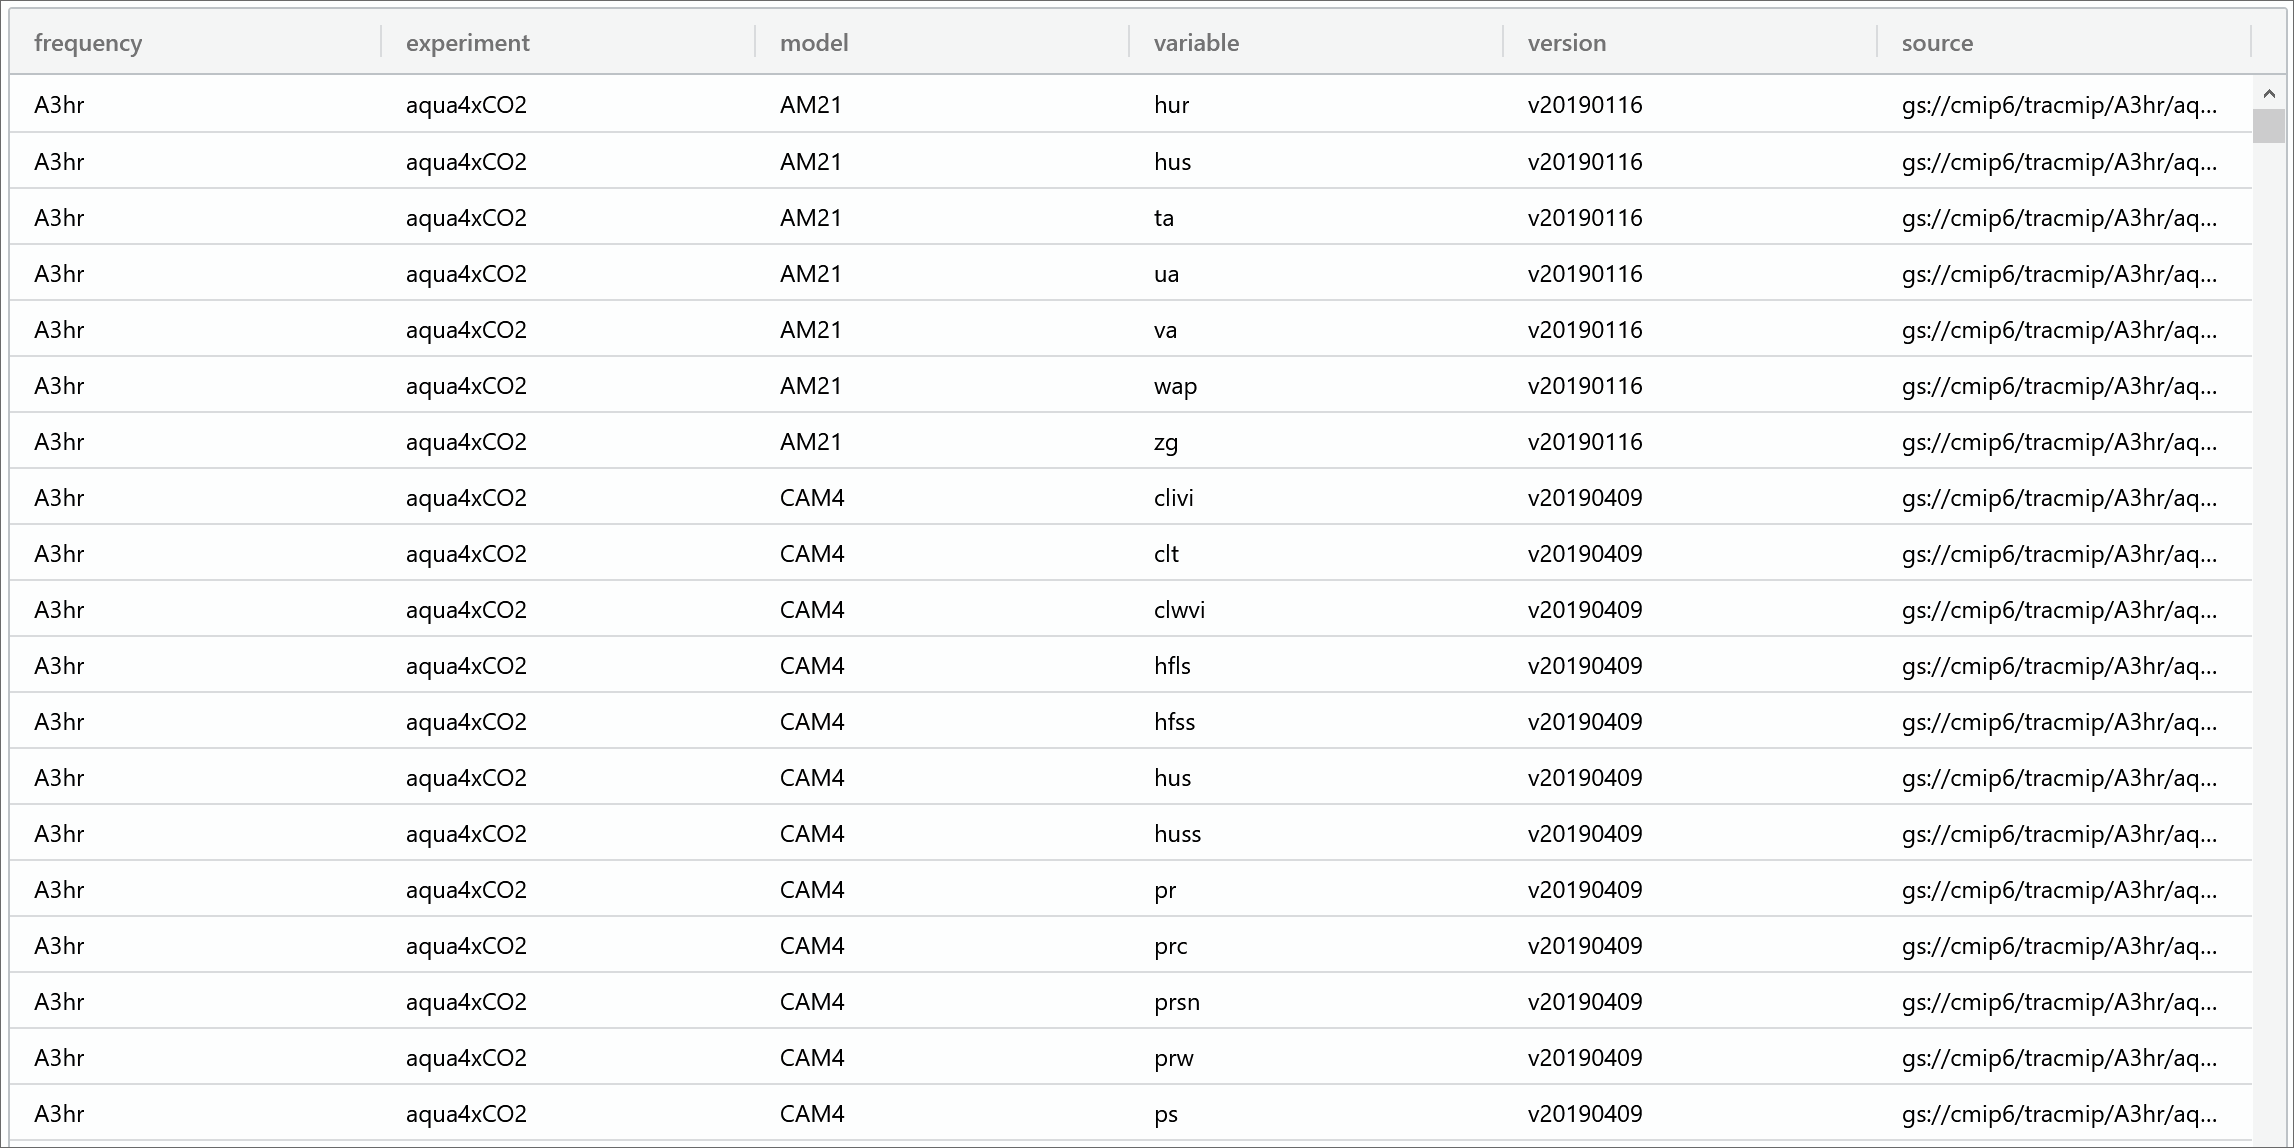 frequency experiment model variable version source
A3hr aqua4xCO2 AM21 hur v20190116 gs://cmip6/tracmip/A3hr/aq...
A3hr aqua4xCO2 AM21 hus v20190116 gs://cmip6/tracmip/A3hr/aq...
A3hr aqua4xCO2 AM21 ta v20190116 gs://cmip6/tracmip/A3hr/aq...
A3hr aqua4xCO2 AM21 ua v20190116 gs://cmip6/tracmip/A3hr/aq...
A3hr aqua4xCO2 AM21 va v20190116 gs://cmip6/tracmip/A3hr/aq...
A3hr aqua4xCO2 AM21 wap v20190116 gs://cmip6/tracmip/A3hr/aq...
A3hr aqua4xCO2 AM21 zg v20190116 gs://cmip6/tracmip/A3hr/aq...
A3hr aqua4xCO2 CAM4 clivi v20190409 gs://cmip6/tracmip/A3hr/aq...
A3hr aqua4xCO2 CAM4 clt v20190409 gs://cmip6/tracmip/A3hr/aq...
A3hr aqua4xCO2 CAM4 clwvi v20190409 gs://cmip6/tracmip/A3hr/aq...
A3hr aqua4xCO2 CAM4 hfls v20190409 gs://cmip6/tracmip/A3hr/aq...
A3hr aqua4xCO2 CAM4 hfss v20190409 gs://cmip6/tracmip/A3hr/aq...
A3hr aqua4xCO2 CAM4 hus v20190409 gs://cmip6/tracmip/A3hr/aq...
A3hr aqua4xCO2 CAM4 huss v20190409 gs://cmip6/tracmip/A3hr/aq...
A3hr aqua4xCO2 CAM4 pr v20190409 gs://cmip6/tracmip/A3hr/aq...
A3hr aqua4xCO2 CAM4 prc v20190409 gs://cmip6/tracmip/A3hr/aq...
A3hr aqua4xCO2 CAM4 prsn v20190409 gs://cmip6/tracmip/A3hr/aq...
A3hr aqua4xCO2 CAM4 prw v20190409 gs://cmip6/tracmip/A3hr/aq...
A3hr aqua4xCO2 CAM4 ps v20190409 gs://cmip6/tracmip/A3hr/aq...